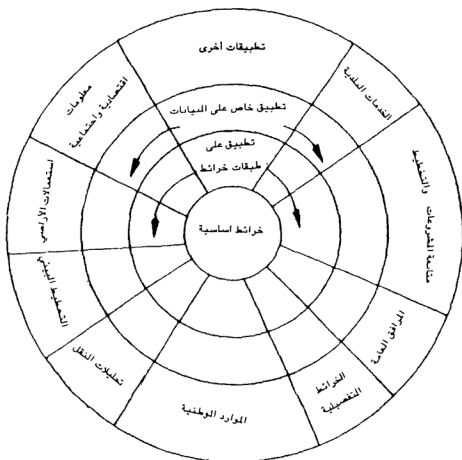 تطبيقات أخرى
الخدمات البلدية
متابعة المشروعات والتخطيط
المرافق العامة
الخرائط
التفصيلية
الموارد الوطنية
تحليلات النقل
التخطيط البيئي
استعمالات الأراضي
معلومات
اقتصادية واجتماعية
تطبيق خاص على البيانات
تطبيق على
طبقات خرائط
خرائط اساسية